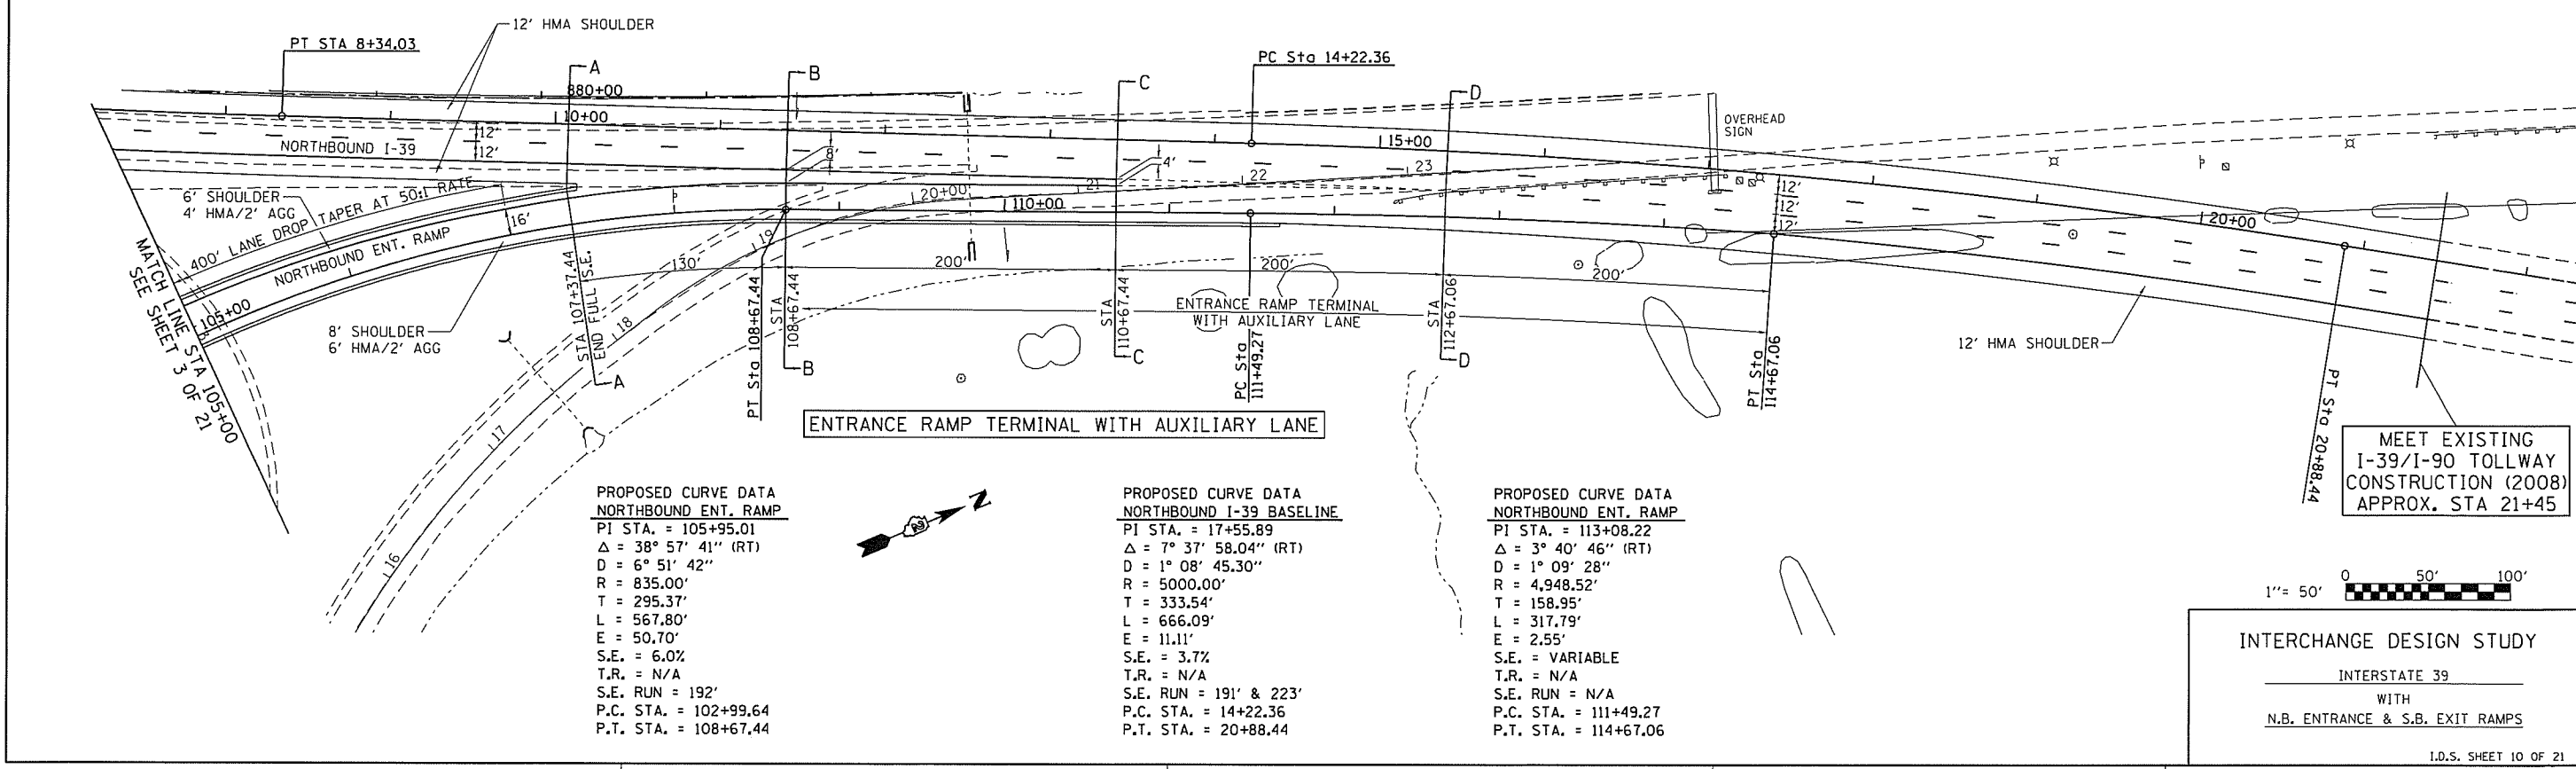 12' HMA SHOULDER
PT STA 8+34.03
PC Sta 14+22.36
A
B
C
D
880+00
10+00
15+00
OVERHEAD
SIGN
12'
12'
NORTHBOUND I-39
8'
4'
21
22
23
20+00
110+00
12'
12'
12'
20+00
6' SHOULDER
4' HMA/2' AGG
400' LANE DROP TAPER AT 50:1 RATE
NORTHBOUND ENT. RAMP
16'
105+00
MATCH LINE STA 105+00
SEE SHEET 3 OF 21
8' SHOULDER
6' HMA/2' AGG
STA 107+37.44
END FULL S.E.
130'
200'
200'
200'
19
18
17
16
PT Sta 108+67.44
STA
108+67.44
STA
110+67.44
PC Sta
111+49.27
STA
112+67.06
PT Sta
114+67.06
ENTRANCE RAMP TERMINAL
WITH AUXILIARY LANE
12' HMA SHOULDER
PT Sta 20+88.44
A
B
C
D
ENTRANCE RAMP TERMINAL WITH AUXILIARY LANE
MEET EXISTING
I-39/I-90 TOLLWAY
CONSTRUCTION (2008)
APPROX. STA 21+45
PROPOSED CURVE DATA
NORTHBOUND ENT. RAMP
PI STA. = 105+95.01
Δ = 38° 57' 41'' (RT)
D = 6° 51' 42''
R = 835.00'
T = 295.37'
L = 567.80'
E = 50.70'
S.E. = 6.0%
T.R. = N/A
S.E. RUN = 192'
P.C. STA. = 102+99.64
P.T. STA. = 108+67.44
N
PROPOSED CURVE DATA
NORTHBOUND I-39 BASELINE
PI STA. = 17+55.89
Δ = 7° 37' 58.04'' (RT)
D = 1° 08' 45.30''
R = 5000.00'
T = 333.54'
L = 666.09'
E = 11.11'
S.E. = 3.7%
T.R. = N/A
S.E. RUN = 191' & 223'
P.C. STA. = 14+22.36
P.T. STA. = 20+88.44
PROPOSED CURVE DATA
NORTHBOUND ENT. RAMP
PI STA. = 113+08.22
Δ = 3° 40' 46'' (RT)
D = 1° 09' 28''
R = 4,948.52'
T = 158.95'
L = 317.79'
E = 2.55'
S.E. = VARIABLE
T.R. = N/A
S.E. RUN = N/A
P.C. STA. = 111+49.27
P.T. STA. = 114+67.06
1''= 50'
0 50' 100'
INTERCHANGE DESIGN STUDY
INTERSTATE 39
WITH
N.B. ENTRANCE & S.B. EXIT RAMPS
I.D.S. SHEET 10 OF 21